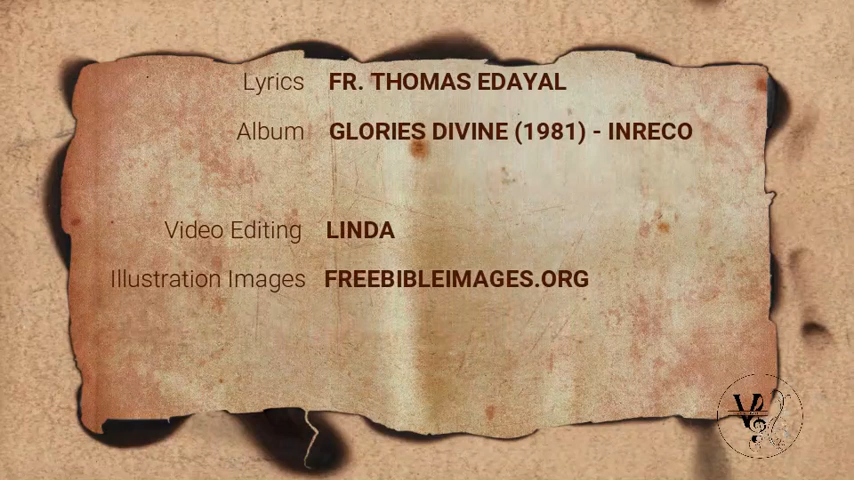 Lyrics FR. THOMAS EDAYAL
Album GLORIES DIVINE (1981) - INRECO
Video Editing LINDA
Illustration Images FREEBIBLEIMAGES.ORG